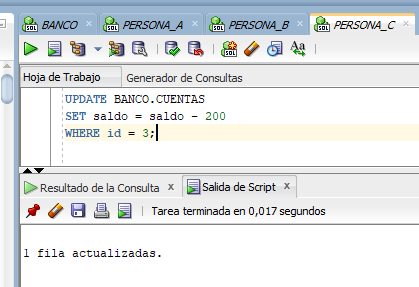 BANCO PERSONA_A PERSONA_B PERSONA_C
Hoja de Trabajo Generador de Consultas
UPDATE BANCO.CUENTAS
SET saldo = saldo - 200
WHERE id = 3;
Resultado de la Consulta x Salida de Script x
Tarea terminada en 0,017 segundos
1 fila actualizadas.